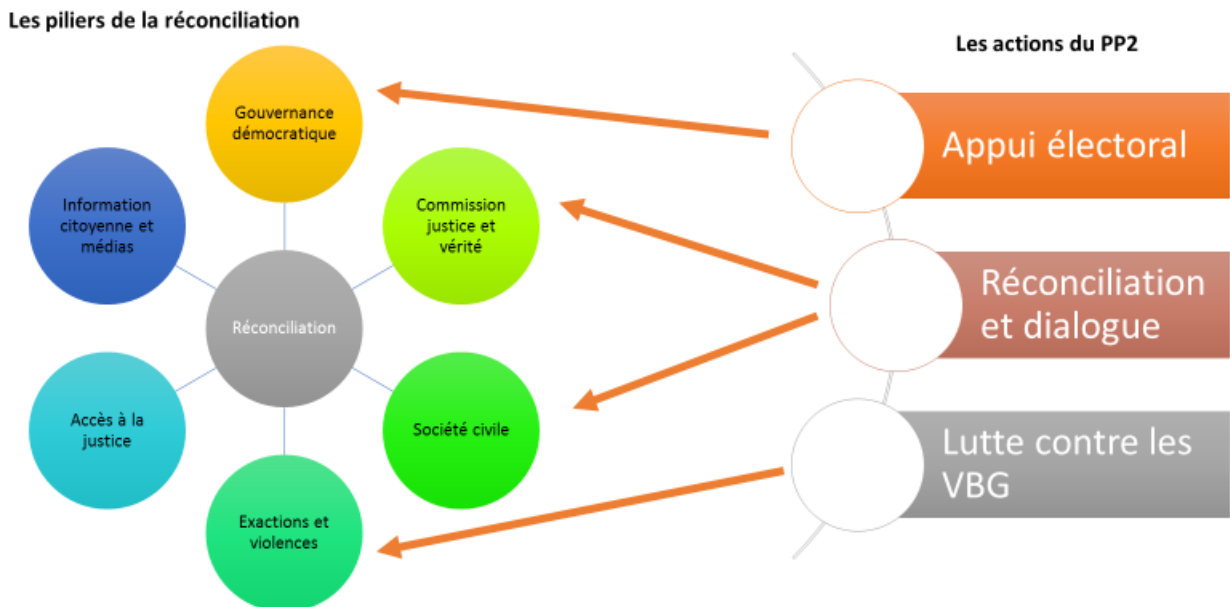 Les piliers de la réconciliation
Les actions du PP2
Gouvernance
démocratique
Information
citoyenne et
médias
Commission
justice et
vérité
Réconciliation
Accès à la
justice
Société civile
Exactions et
violences
Appui électoral
Réconciliation
et dialogue
Lutte contre les
VBG